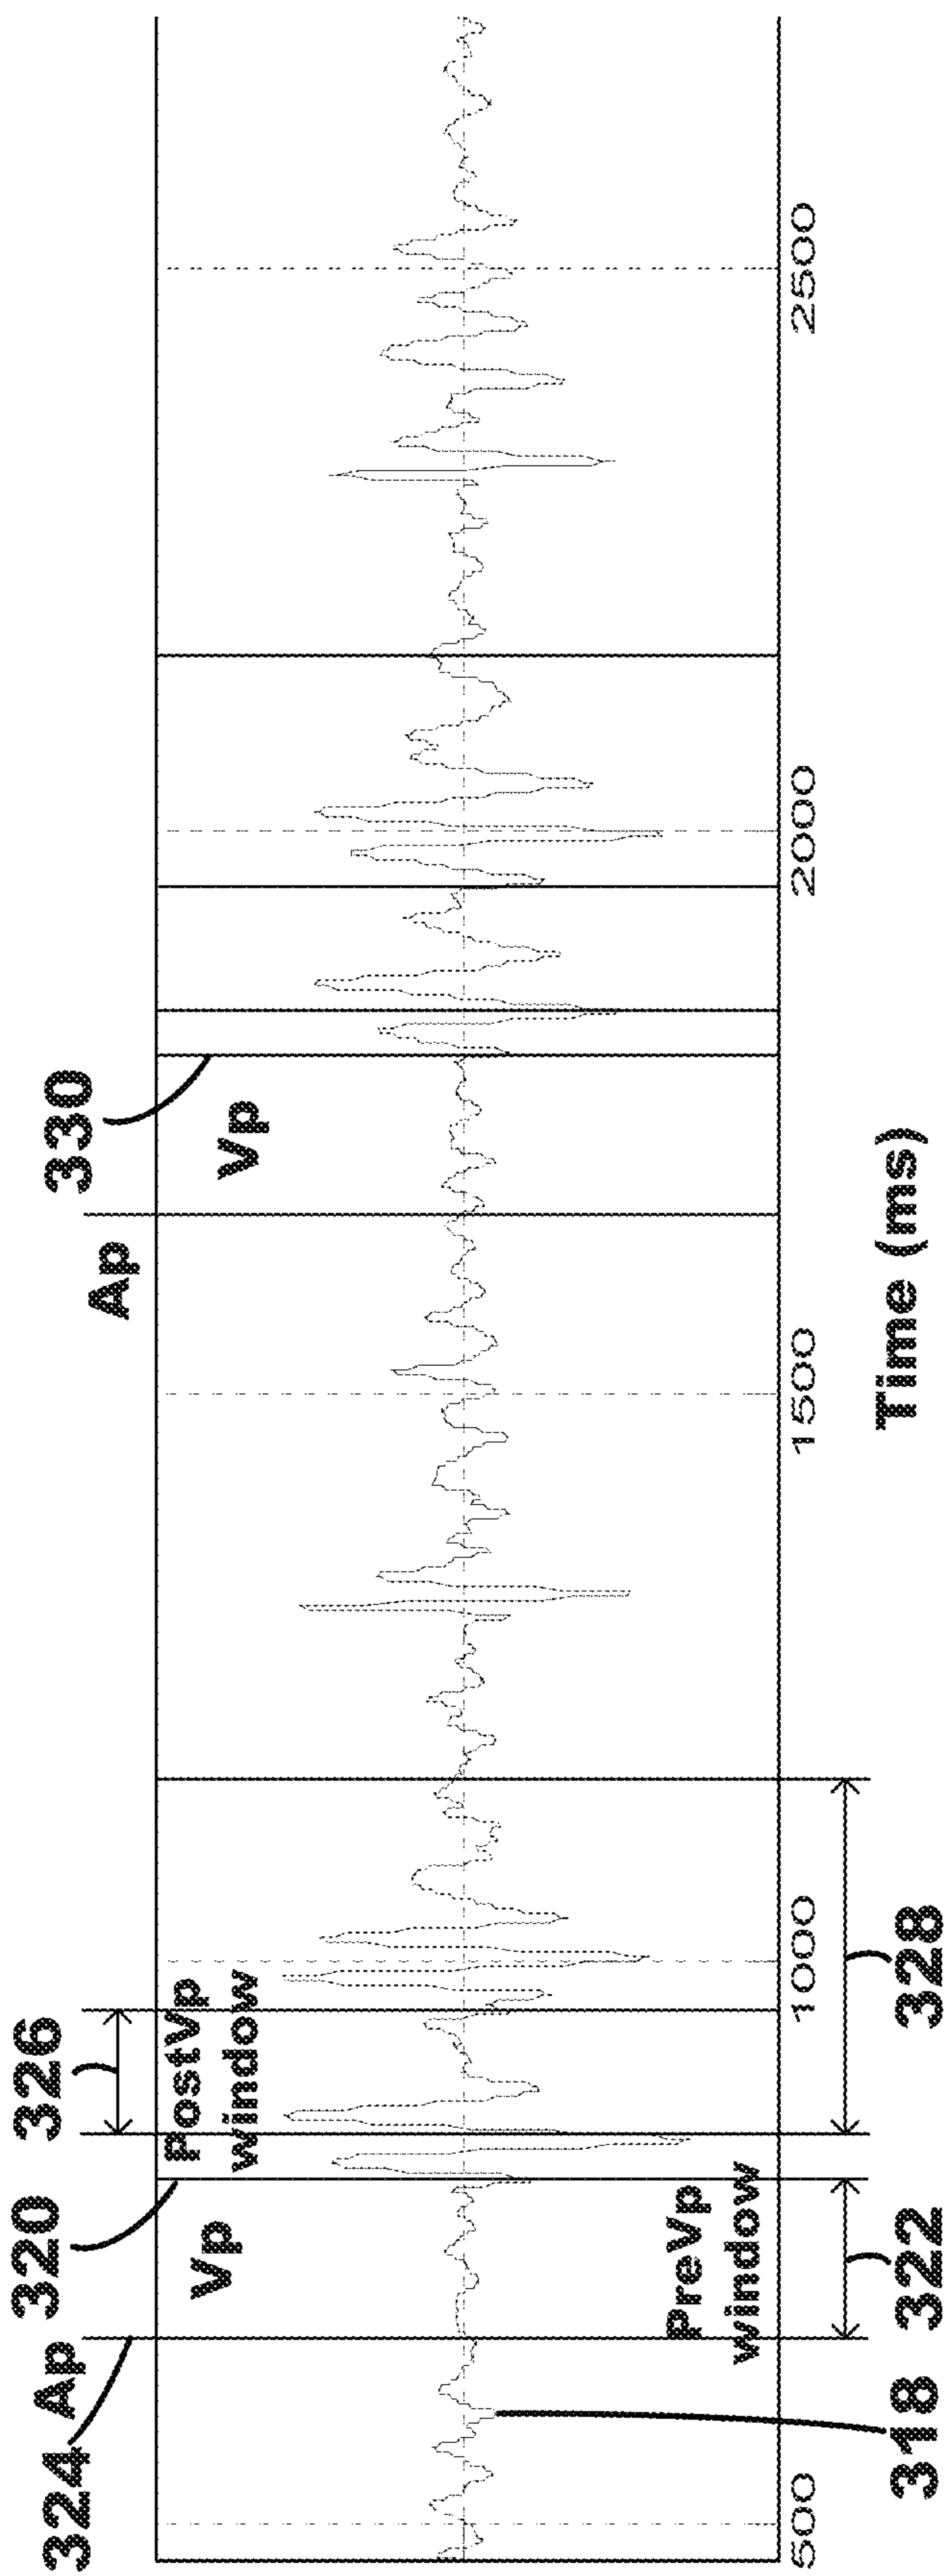 324 Ap
320
326
330
Ap
Vp
PostVp
window
Vp
PreVp
window
500
1000
1500
2000
2500
318
322
328
Time (ms)